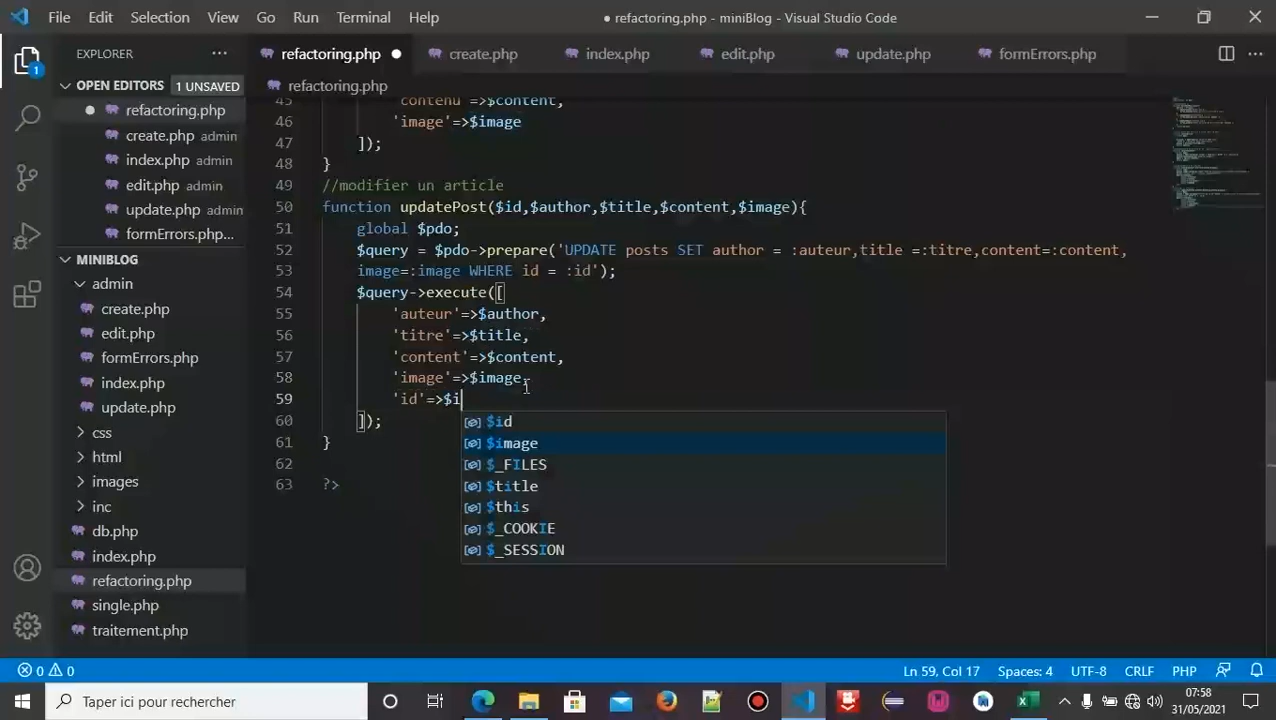 File Edit Selection View Go Run Terminal Help
● refactoring.php - miniBlog - Visual Studio Code
1
EXPLORER ···
OPEN EDITORS 1 UNSAVED
● refactoring.php
create.php admin
index.php admin
edit.php admin
update.php admin
formErrors.php...
MINIBLOG
admin
create.php
edit.php
formErrors.php
index.php
update.php
css
html
images
inc
db.php
index.php
refactoring.php
single.php
traitement.php
refactoring.php ● create.php index.php edit.php update.php formErrors.php ···
refactoring.php
45 'contenu'=>$content,
46 'image'=>$image
47 ]);
48 }
49 //modifier un article
50 function updatePost($id,$author,$title,$content,$image){
51 global $pdo;
52 $query = $pdo->prepare('UPDATE posts SET author = :auteur,title =:titre,content=:content,
53 image=:image WHERE id = :id');
54 $query->execute([
55 'auteur'=>$author,
56 'titre'=>$title,
57 'content'=>$content,
58 'image'=>$image,
59 'id'=>$i
60 ]);
61 }
62
63 ?>
$id
$image
$_FILES
$title
$this
$_COOKIE
$_SESSION
0 0
Ln 59, Col 17 Spaces: 4 UTF-8 CRLF PHP
Taper ici pour rechercher
07:58
31/05/2021